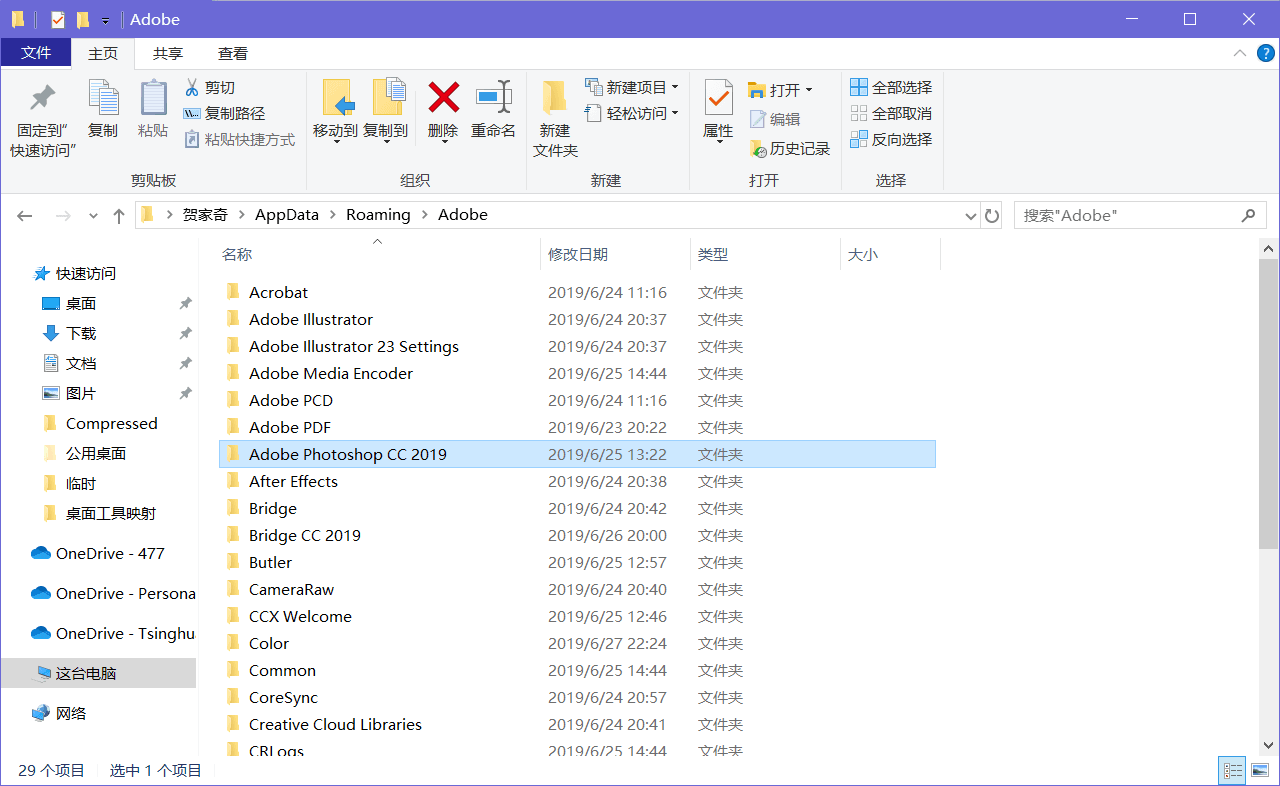 Adobe
文件 主页 共享 查看
固定到"快速访问" 复制 粘贴 剪切 复制路径 粘贴快捷方式
移动到 复制到 删除 重命名
新建文件夹 新建项目 轻松访问
属性 打开 编辑 历史记录
全部选择 全部取消 反向选择
剪贴板 组织 新建 打开 选择
贺家奇 > AppData > Roaming > Adobe
搜索"Adobe"
快速访问
桌面
下载
文档
图片
Compressed
公用桌面
临时
桌面工具映射
OneDrive - 477
OneDrive - Persona
OneDrive - Tsinghu
这台电脑
网络
名称 修改日期 类型 大小
Acrobat 2019/6/24 11:16 文件夹
Adobe Illustrator 2019/6/24 20:37 文件夹
Adobe Illustrator 23 Settings 2019/6/24 20:37 文件夹
Adobe Media Encoder 2019/6/25 14:44 文件夹
Adobe PCD 2019/6/24 11:16 文件夹
Adobe PDF 2019/6/23 20:22 文件夹
Adobe Photoshop CC 2019 2019/6/25 13:22 文件夹
After Effects 2019/6/24 20:38 文件夹
Bridge 2019/6/24 20:42 文件夹
Bridge CC 2019 2019/6/26 20:00 文件夹
Butler 2019/6/25 12:57 文件夹
CameraRaw 2019/6/24 20:40 文件夹
CCX Welcome 2019/6/25 12:46 文件夹
Color 2019/6/27 22:24 文件夹
Common 2019/6/25 14:44 文件夹
CoreSync 2019/6/24 20:57 文件夹
Creative Cloud Libraries 2019/6/24 20:41 文件夹
CRLogs 2019/6/25 14:44 文件夹
29 个项目 选中 1 个项目